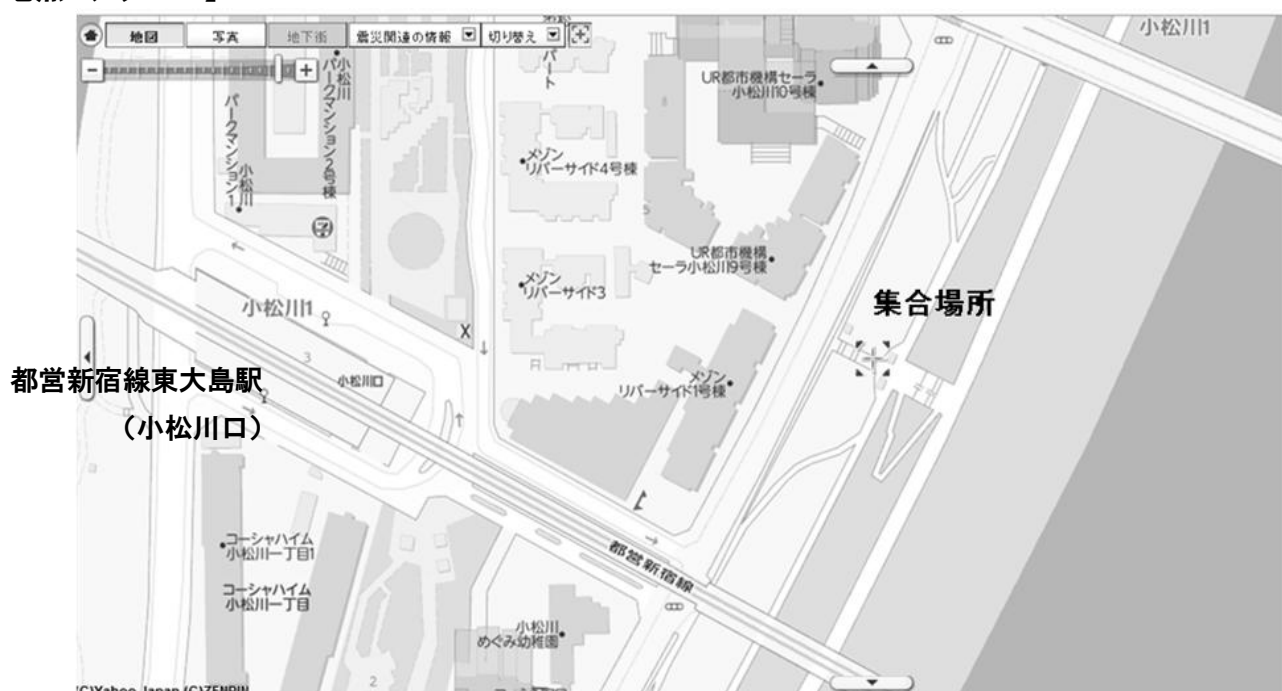 地図
写真
地下街
震災関連の情報
切り替え
小松川1
パート
小松川
パークマンション2号棟
小松川
パークマンション1
UR都市機構セーラ
小松川10号棟
メゾン
リバーサイド4号棟
5
UR都市機構
セーラ小松川9号棟
メゾン
リバーサイド3
小松川1
集合場所
X
3
小松川口
都営新宿線東大島駅
（小松川口）
メゾン
リバーサイド1号棟
コーシャハイム
小松川一丁目1
都営新宿線
コーシャハイム
小松川一丁目
小松川
めぐみ幼稚園
2
(C)Yahoo Japan,(C)ZENRIN